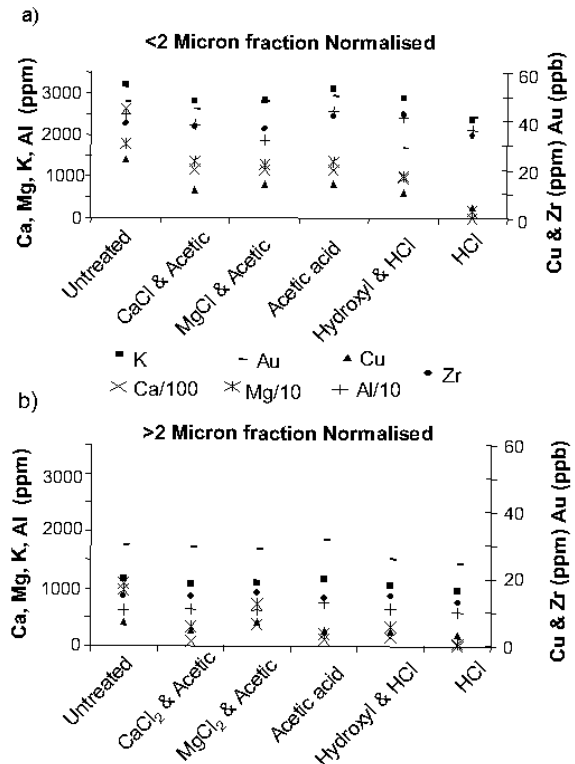 a)
<2 Micron fraction Normalised
Ca, Mg, K, Al (ppm)
3000
2000
1000
0
60
40
20
0
Cu & Zr (ppm) Au (ppb)
Untreated
CaCl & Acetic
MgCl & Acetic
Acetic acid
Hydroxyl & HCl
HCl
K
Au
Cu
Zr
Ca/100
Mg/10
Al/10
b)
>2 Micron fraction Normalised
Ca, Mg, K, Al (ppm)
3000
2000
1000
0
60
40
20
0
Cu & Zr (ppm) Au (ppb)
Untreated
CaCl₂ & Acetic
MgCl₂ & Acetic
Acetic acid
Hydroxyl & HCl
HCl